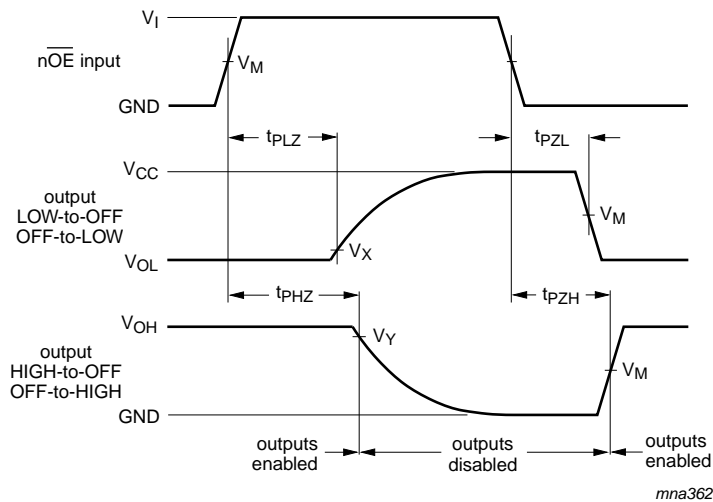 VI
nOE input
VM
GND
tPLZ
tPZL
VCC
output
LOW-to-OFF
OFF-to-LOW
VM
VX
VOL
tPHZ
tPZH
VOH
VY
output
HIGH-to-OFF
OFF-to-HIGH
VM
GND
outputs
enabled
outputs
disabled
outputs
enabled
mna362